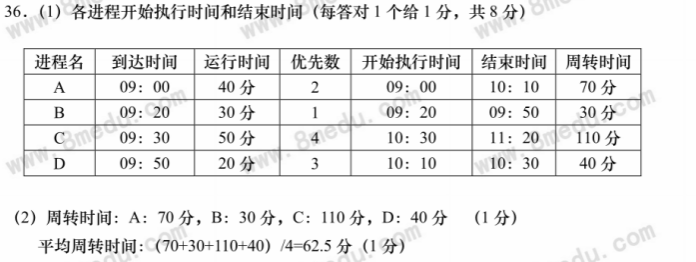 36.（1）各进程开始执行时间和结束时间（每答对 1 个给 1 分，共 8 分）
进程名 到达时间 运行时间 优先数 开始执行时间 结束时间 周转时间
A 09：00 40 分 2 09：00 10：10 70 分
B 09：20 30 分 1 09：20 09：50 30 分
C 09：30 50 分 4 10：30 11：20 110 分
D 09：50 20 分 3 10：10 10：30 40 分
（2）周转时间：A：70 分，B：30 分，C：110 分，D：40 分 （1 分）
平均周转时间：（70+30+110+40）/4=62.5 分（1 分）